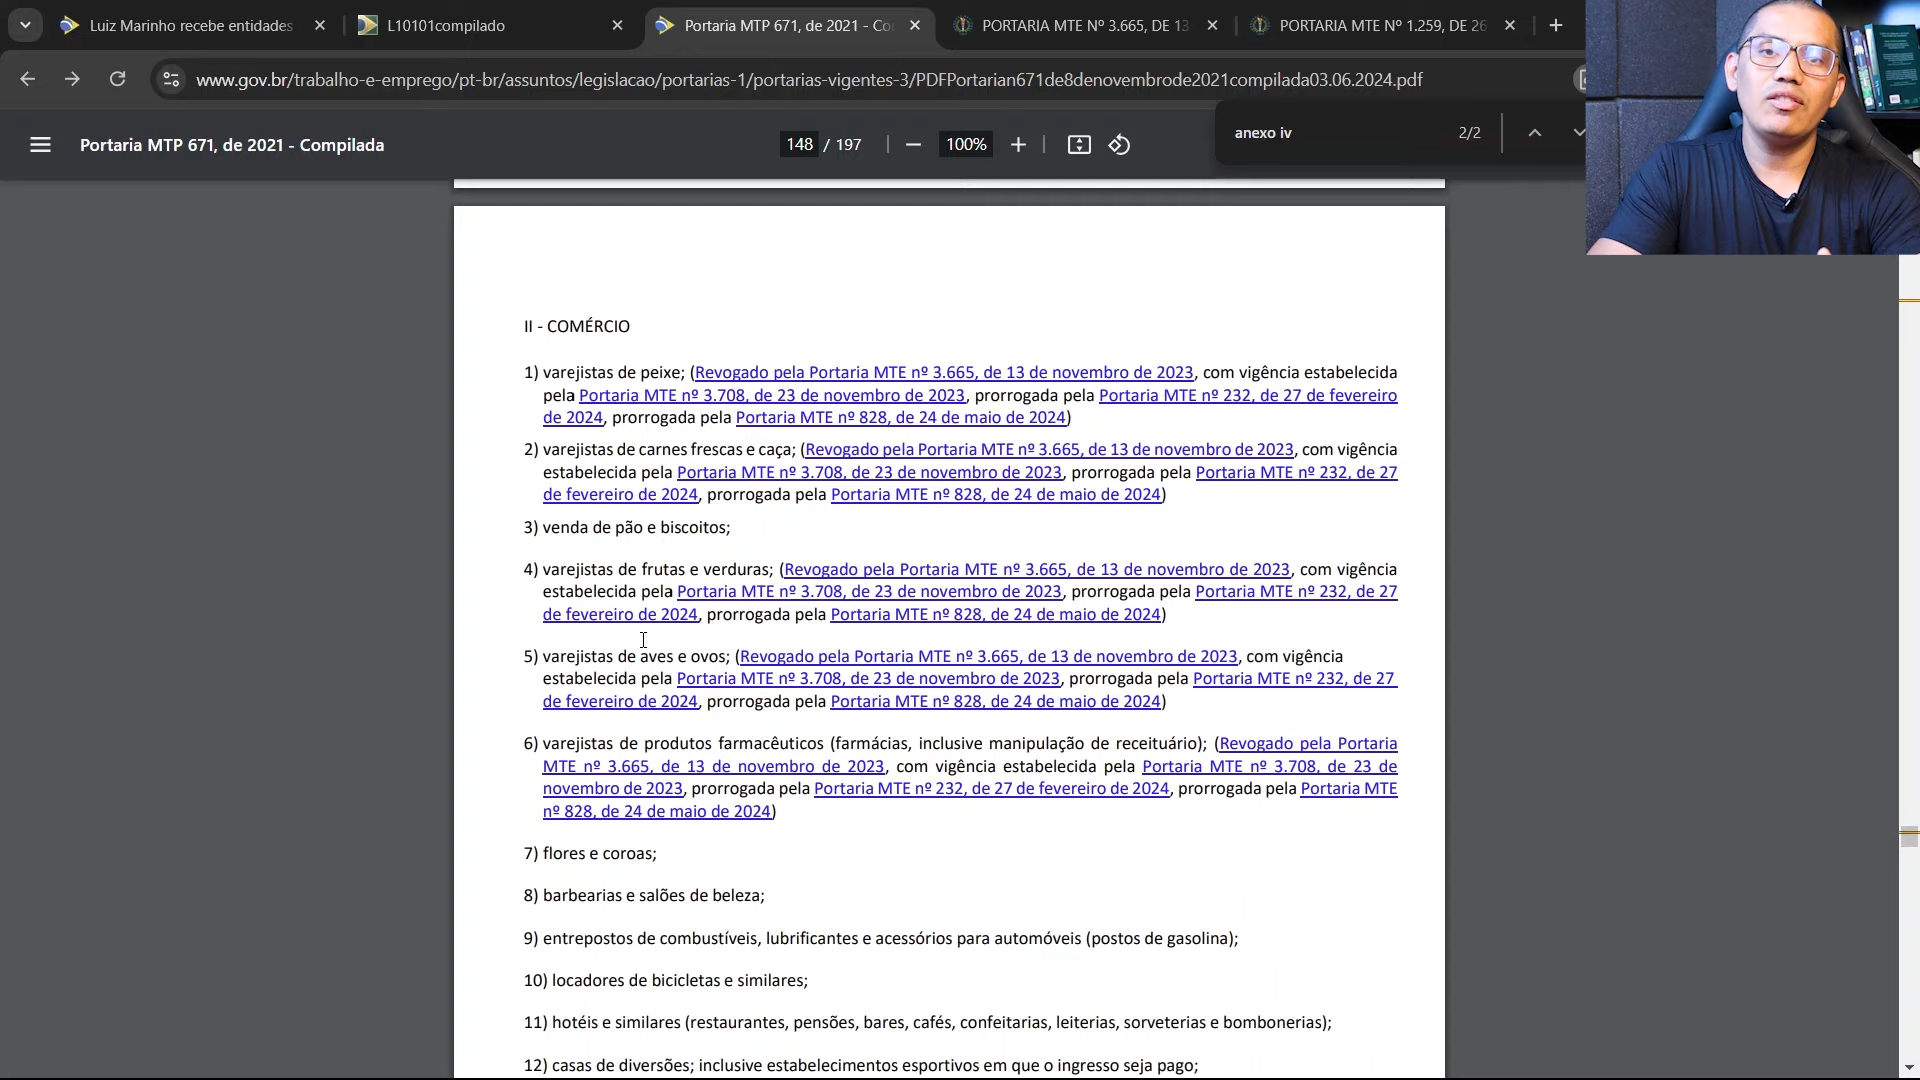 Luiz Marinho recebe entidades
L10101compilado
Portaria MTP 671, de 2021 - Co
PORTARIA MTE Nº 3.665, DE 13
PORTARIA MTE Nº 1.259, DE 26
www.gov.br/trabalho-e-emprego/pt-br/assuntos/legislacao/portarias-1/portarias-vigentes-3/PDFPortarian671de8denovembrode2021compilada03.06.2024.pdf
Portaria MTP 671, de 2021 - Compilada
148 / 197
100%
anexo iv
2/2
II - COMÉRCIO
1) varejistas de peixe; (Revogado pela Portaria MTE nº 3.665, de 13 de novembro de 2023, com vigência estabelecida
pela Portaria MTE nº 3.708, de 23 de novembro de 2023, prorrogada pela Portaria MTE nº 232, de 27 de fevereiro
de 2024, prorrogada pela Portaria MTE nº 828, de 24 de maio de 2024)
2) varejistas de carnes frescas e caça; (Revogado pela Portaria MTE nº 3.665, de 13 de novembro de 2023, com vigência
estabelecida pela Portaria MTE nº 3.708, de 23 de novembro de 2023, prorrogada pela Portaria MTE nº 232, de 27
de fevereiro de 2024, prorrogada pela Portaria MTE nº 828, de 24 de maio de 2024)
3) venda de pão e biscoitos;
4) varejistas de frutas e verduras; (Revogado pela Portaria MTE nº 3.665, de 13 de novembro de 2023, com vigência
estabelecida pela Portaria MTE nº 3.708, de 23 de novembro de 2023, prorrogada pela Portaria MTE nº 232, de 27
de fevereiro de 2024, prorrogada pela Portaria MTE nº 828, de 24 de maio de 2024)
5) varejistas de aves e ovos; (Revogado pela Portaria MTE nº 3.665, de 13 de novembro de 2023, com vigência
estabelecida pela Portaria MTE nº 3.708, de 23 de novembro de 2023, prorrogada pela Portaria MTE nº 232, de 27
de fevereiro de 2024, prorrogada pela Portaria MTE nº 828, de 24 de maio de 2024)
6) varejistas de produtos farmacêuticos (farmácias, inclusive manipulação de receituário); (Revogado pela Portaria
MTE nº 3.665, de 13 de novembro de 2023, com vigência estabelecida pela Portaria MTE nº 3.708, de 23 de
novembro de 2023, prorrogada pela Portaria MTE nº 232, de 27 de fevereiro de 2024, prorrogada pela Portaria MTE
nº 828, de 24 de maio de 2024)
7) flores e coroas;
8) barbearias e salões de beleza;
9) entrepostos de combustíveis, lubrificantes e acessórios para automóveis (postos de gasolina);
10) locadores de bicicletas e similares;
11) hotéis e similares (restaurantes, pensões, bares, cafés, confeitarias, leiterias, sorveterias e bombonerias);
12) casas de diversões; inclusive estabelecimentos esportivos em que o ingresso seja pago;